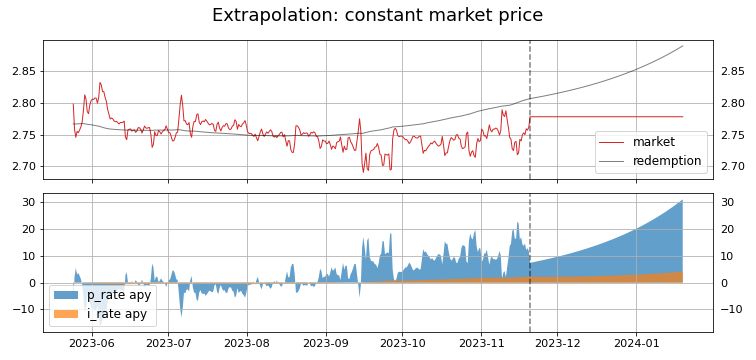 Extrapolation: constant market price
2.85 2.85
2.80 2.80
2.75 2.75
2.70 2.70
market
redemption
30 30
20 20
10 10
0 0
−10 −10
p_rate apy
i_rate apy
2023-06 2023-07 2023-08 2023-09 2023-10 2023-11 2023-12 2024-01